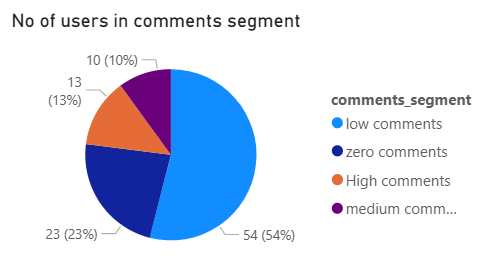 No of users in comments segment
10 (10%)
13
(13%)
23 (23%)
54 (54%)
comments_segment
low comments
zero comments
High comments
medium comm...